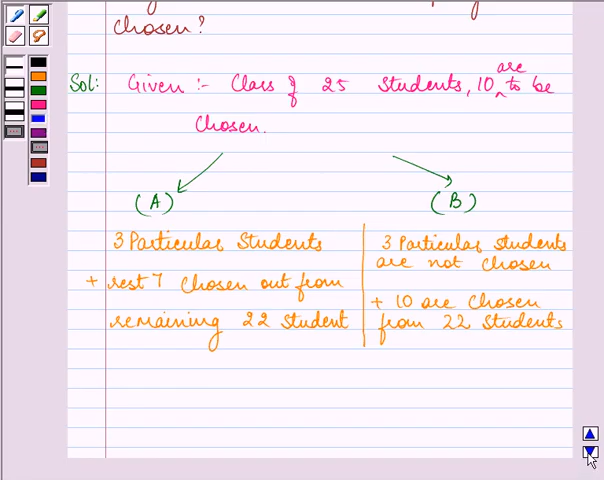 chosen?
Sol: Given :- Class of 25 Students, 10 are to be
Chosen.
(A)
3 Particular Students
+ rest 7 Chosen out from
remaining 22 Student
(B)
3 Particular students
are not chosen
+ 10 are Chosen
from 22 Students